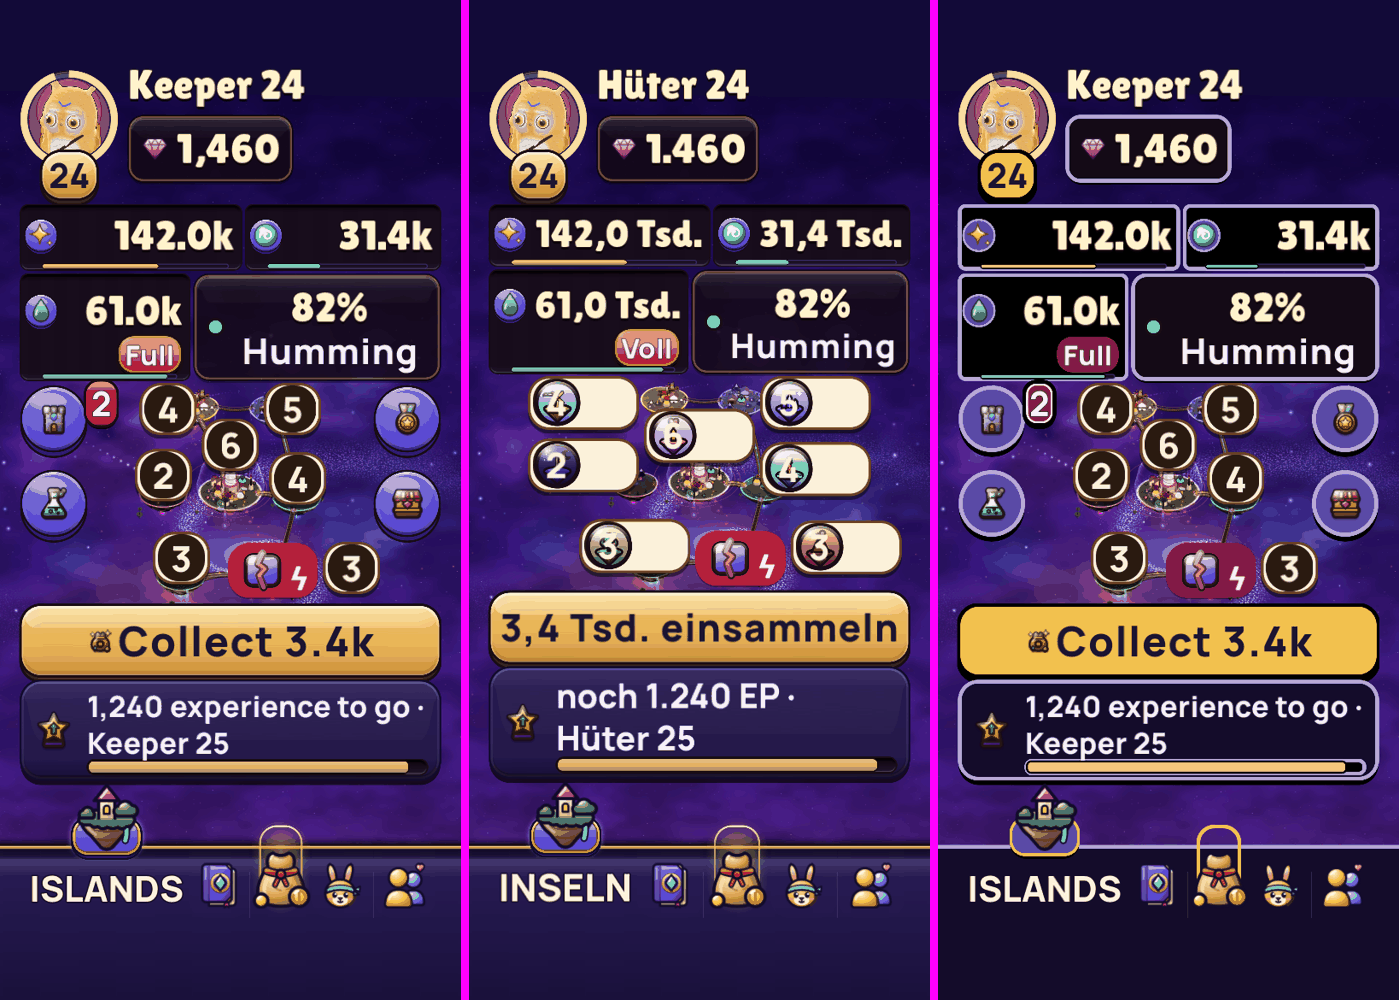 Keeper 24
1,460
24
142.0k
31.4k
61.0k
Full
82%
Humming
2
4
5
6
2
4
3
4
3
Collect 3.4k
1,240 experience to go ·
Keeper 25
ISLANDS
Hüter 24
1.460
24
142,0 Tsd.
31,4 Tsd.
61,0 Tsd.
Voll
82%
Humming
4
5
6
2
4
3
4
3
3,4 Tsd. einsammeln
noch 1.240 EP ·
Hüter 25
INSELN
Keeper 24
1,460
24
142.0k
31.4k
61.0k
Full
82%
Humming
2
4
5
6
2
4
3
4
3
Collect 3.4k
1,240 experience to go ·
Keeper 25
ISLANDS